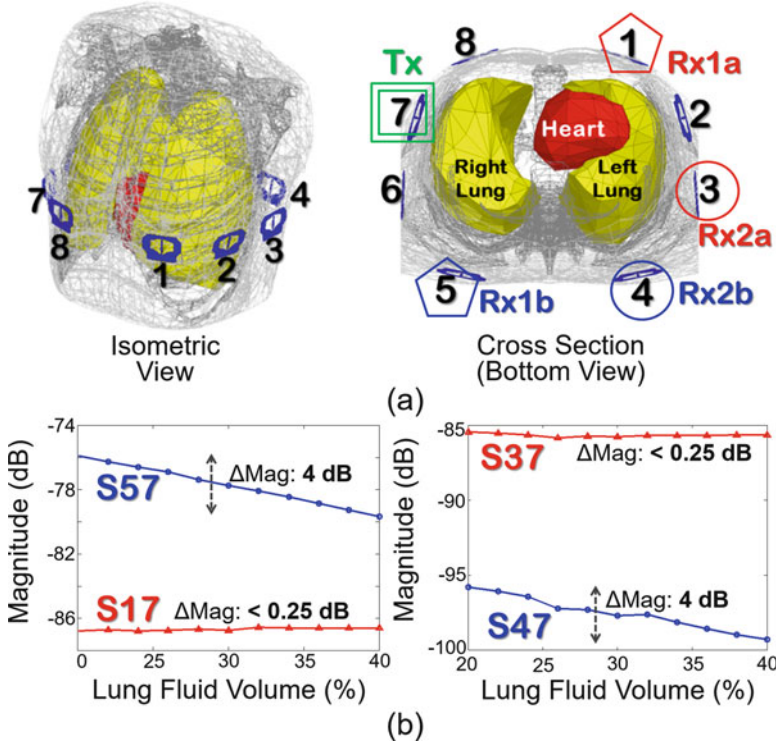 8
1
Tx
Rx1a
7
2
Heart
Right
Lung
Left
Lung
4
6
3
7
8
3
Rx2a
1
2
5
Rx1b
4
Rx2b
Isometric
View
Cross Section
(Bottom View)
(a)
Magnitude (dB)
-74
-78
-82
-86
S57
ΔMag: 4 dB
S17
ΔMag: < 0.25 dB
0
25
30
35
40
Lung Fluid Volume (%)
Magnitude (dB)
-85
-90
-95
-100
S37
ΔMag: < 0.25 dB
ΔMag: 4 dB
S47
20
25
30
35
40
Lung Fluid Volume (%)
(b)